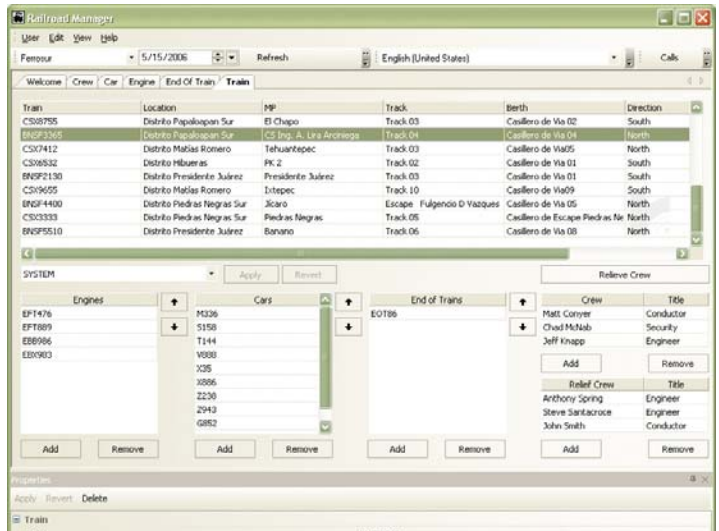 Railroad Manager
User Edit View Help
Ferrosur 5/15/2006 Refresh English (United States) Calls
Welcome Crew Car Engine End Of Train Train
Train Location MP Track Berth Direction
CSX8755 Distrito Papaloapan Sur El Chapo Track 03 Casillero de Via 02 South
BNSF3365 Distrito Papaloapan Sur CS Ing. A. Lira Arciniega Track 04 Casillero de Via 04 North
CSX7412 Distrito Matías Romero Tehuantepec Track 03 Casillero de Via05 North
CSX6532 Distrito Hibueras PK 2 Track 02 Casillero de Via 01 South
BNSF2130 Distrito Presidente Juárez Presidente Juárez Track 03 Casillero de Via 01 South
CSX9655 Distrito Matías Romero Ixtepec Track 10 Casillero de Via09 South
BNSF4400 Distrito Piedras Negras Sur Jícaro Escape Fulgencio D Vazques Casillero de Via 05 North
CSX3333 Distrito Piedras Negras Sur Piedras Negras Track 05 Casillero de Escape Piedras Ne North
BNSF5510 Distrito Presidente Juárez Banano Track 06 Casillero de Via 08 North
SYSTEM Apply Revert Relieve Crew
Engines Cars End of Trains Crew Title
EFT476 M336 EOT86 Matt Conyer Conductor
EFT889 S158 Chad McNab Security
EBB986 T144 Jeff Knapp Engineer
EBX983 V888
X35 Add Remove
X886 Relief Crew Title
Z238 Anthony Spring Engineer
Z943 Steve Santacroce Engineer
G852 John Smith Conductor
Add Remove Add Remove Add Remove Add Remove
Properties
Apply Revert Delete
Train